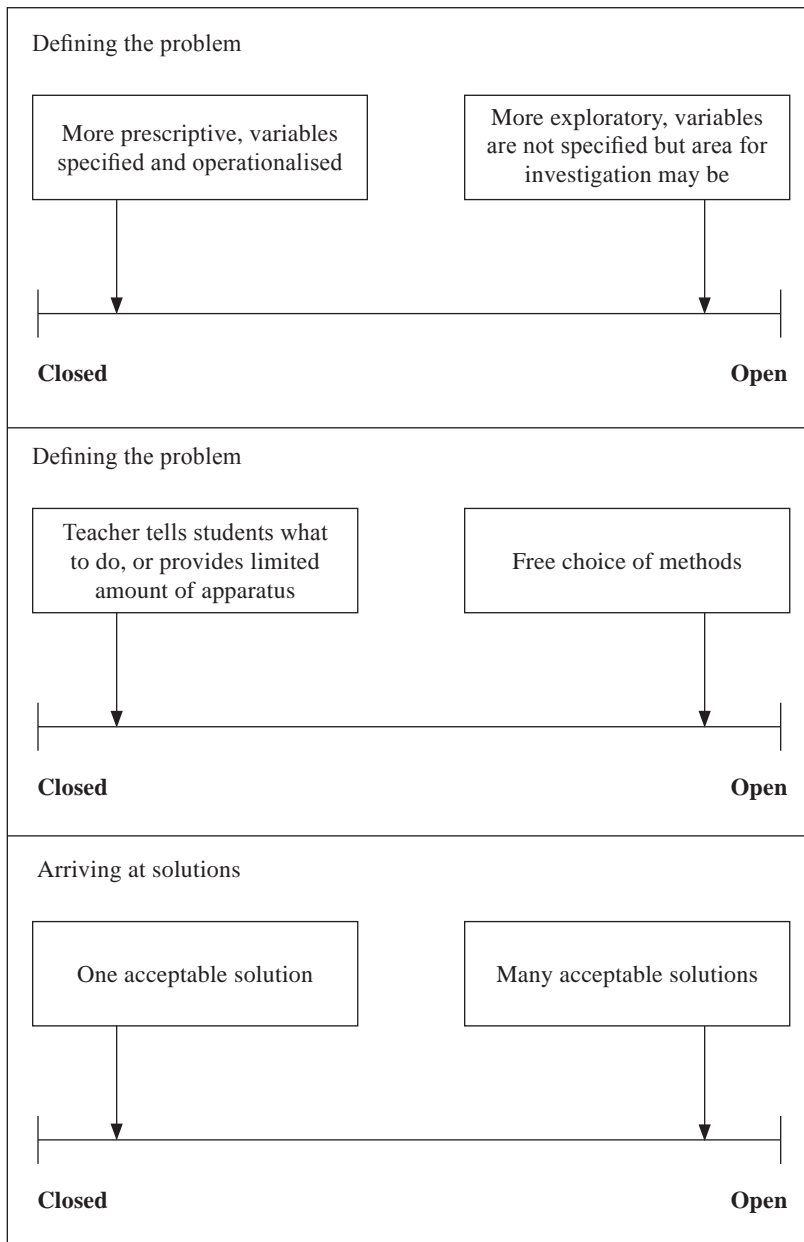 Defining the problem
More prescriptive, variables
specified and operationalised
More exploratory, variables
are not specified but area for
investigation may be
Closed
Open
Defining the problem
Teacher tells students what
to do, or provides limited
amount of apparatus
Free choice of methods
Closed
Open
Arriving at solutions
One acceptable solution
Many acceptable solutions
Closed
Open